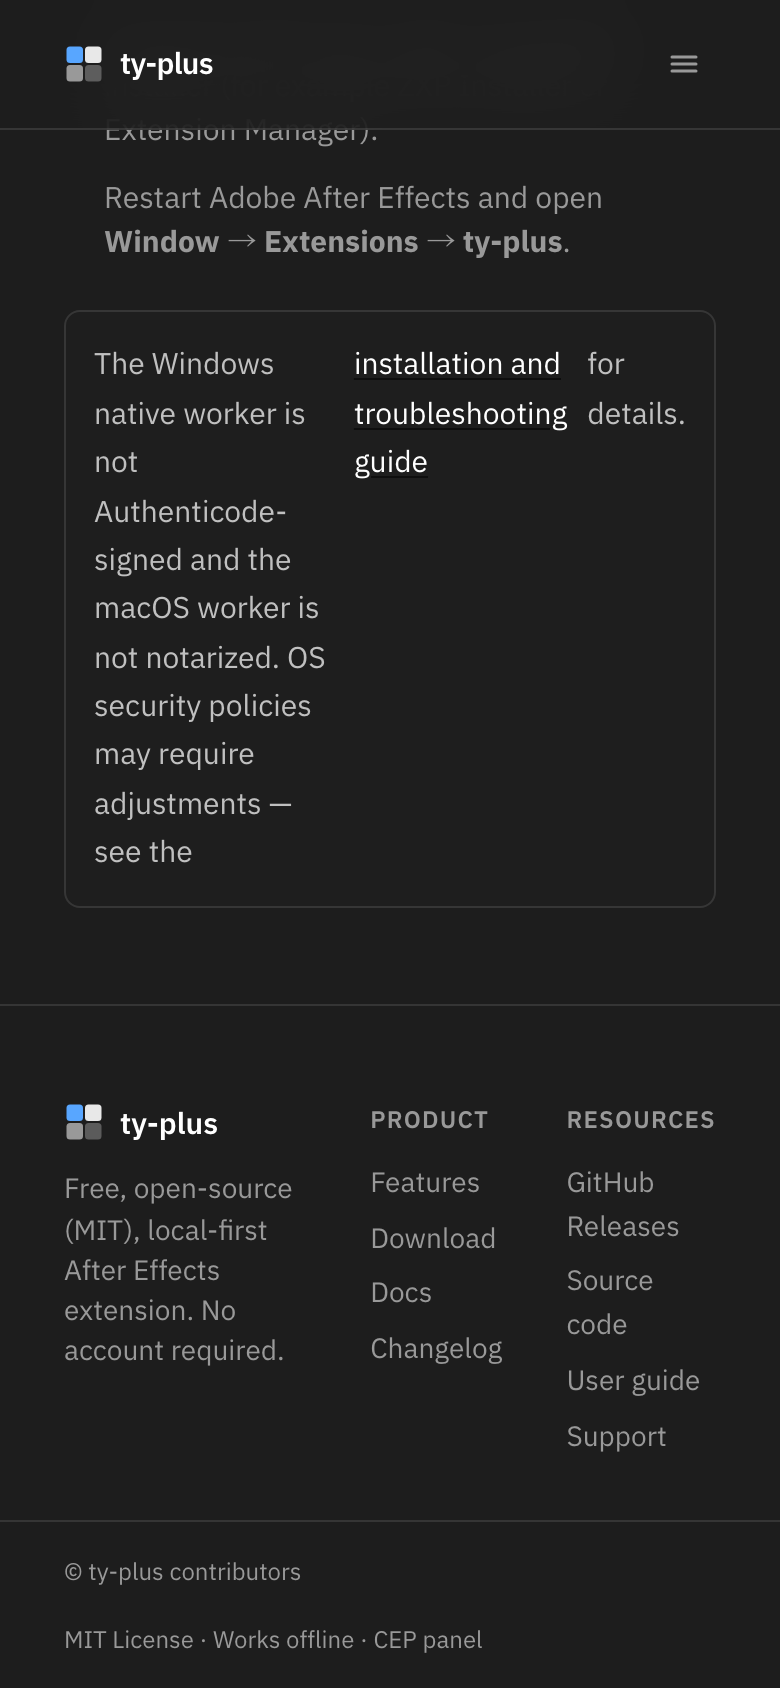 ty-plus
Extension Manager).
Restart Adobe After Effects and open
Window → Extensions → ty-plus.
The Windows
native worker is
not
Authenticode-
signed and the
macOS worker is
not notarized. OS
security policies
may require
adjustments —
see the
installation and
troubleshooting
guide
for
details.
ty-plus
Free, open-source
(MIT), local-first
After Effects
extension. No
account required.
PRODUCT
Features
Download
Docs
Changelog
RESOURCES
GitHub
Releases
Source
code
User guide
Support
© ty-plus contributors
MIT License · Works offline · CEP panel